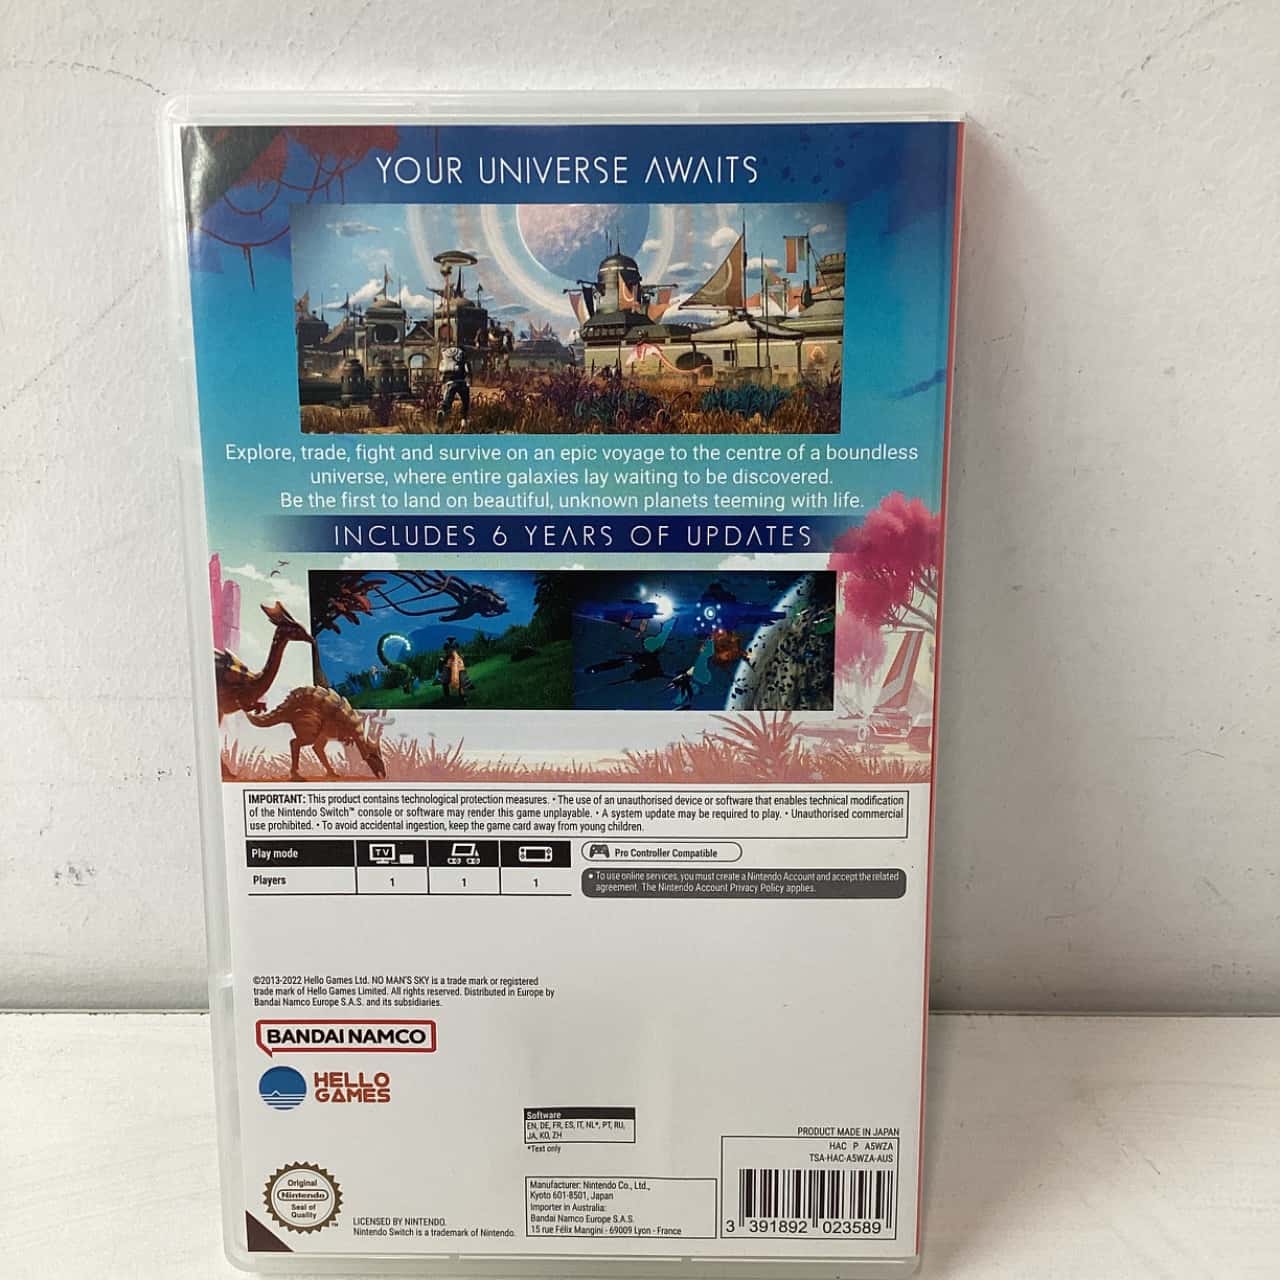 YOUR UNIVERSE AWAITS
Explore, trade, fight and survive on an epic voyage to the centre of a boundless
universe, where entire galaxies lay waiting to be discovered.
Be the first to land on beautiful, unknown planets teeming with life.
INCLUDES 6 YEARS OF UPDATES
IMPORTANT: This product contains technological protection measures. • The use of an unauthorised device or software that enables technical modification
of the Nintendo Switch™ console or software may render this game unplayable. • A system update may be required to play. • Unauthorised commercial
use prohibited. • To avoid accidental ingestion, keep the game card away from young children.
Play mode TV
Players 1 1 1
Pro Controller Compatible
• To use online services, you must create a Nintendo Account and accept the related
agreement. The Nintendo Account Privacy Policy applies.
©2013-2022 Hello Games Ltd. NO MAN'S SKY is a trade mark or registered
trade mark of Hello Games Limited. All rights reserved. Distributed in Europe by
Bandai Namco Europe S.A.S. and its subsidiaries.
BANDAI NAMCO
HELLO
GAMES
Software
EN, DE, FR, ES, IT, NL*, PT, RU,
JA, KO, ZH
*Text only
PRODUCT MADE IN JAPAN
HAC P A5WZA
TSA-HAC-A5WZA-AUS
3 391892 023589
Manufacturer: Nintendo Co., Ltd.,
Kyoto 601-8501, Japan
Importer in Australia:
Bandai Namco Europe S.A.S.
15 rue Félix Mangini - 69009 Lyon - France
Original
Nintendo
Seal of
Quality
TM
LICENSED BY NINTENDO.
Nintendo Switch is a trademark of Nintendo.